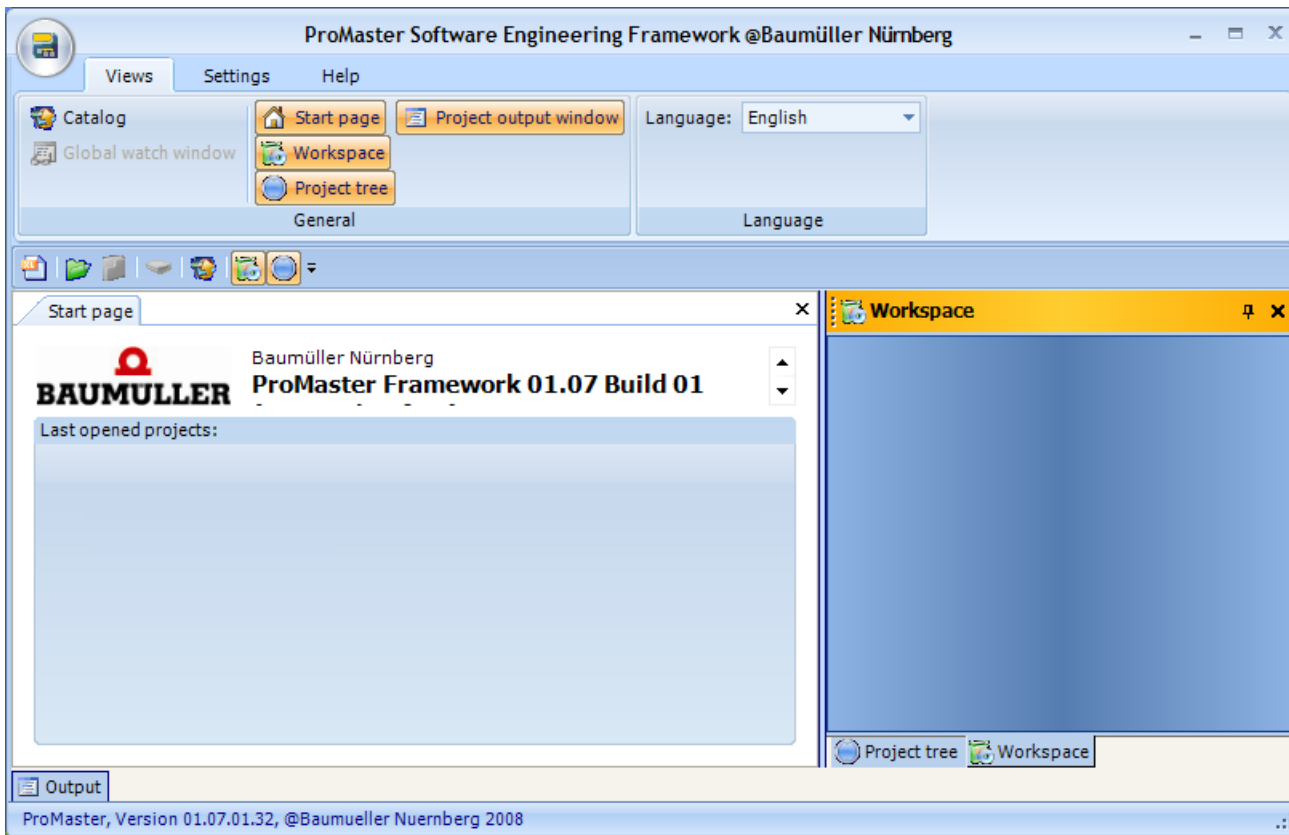 ProMaster Software Engineering Framework @Baumüller Nürnberg
Views Settings Help
Catalog Start page Project output window Language: English
Global watch window Workspace
Project tree
General Language
Start page Workspace
BAUMÜLLER
Baumüller Nürnberg
ProMaster Framework 01.07 Build 01
Last opened projects:
Project tree Workspace
Output
ProMaster, Version 01.07.01.32, @Baumueller Nuernberg 2008